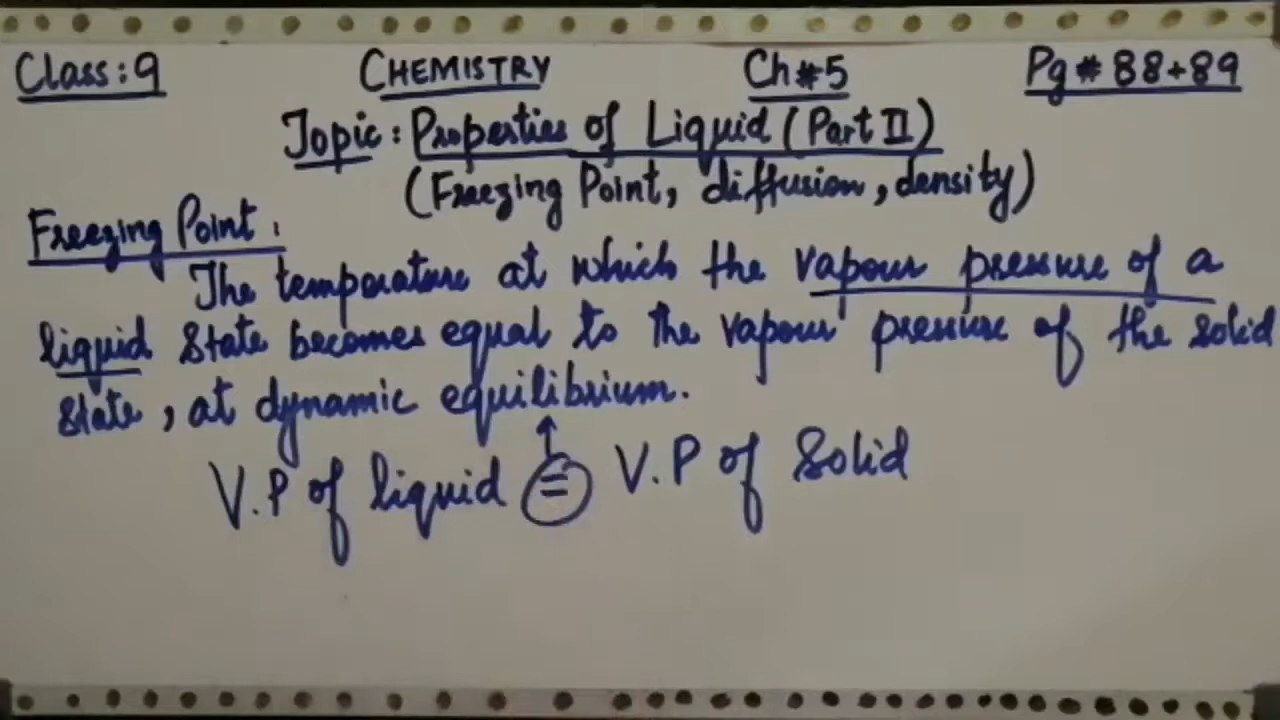 Class: 9 CHEMISTRY Ch#5 Pg # 88+89
Topic: Properties of Liquid (Part II)
(Freezing Point, diffusion, density)
Freezing Point:
The temperature at which the vapour pressure of a
liquid state becomes equal to the vapour pressure of the solid
state, at dynamic equilibrium.
V.P of liquid = V.P of Solid